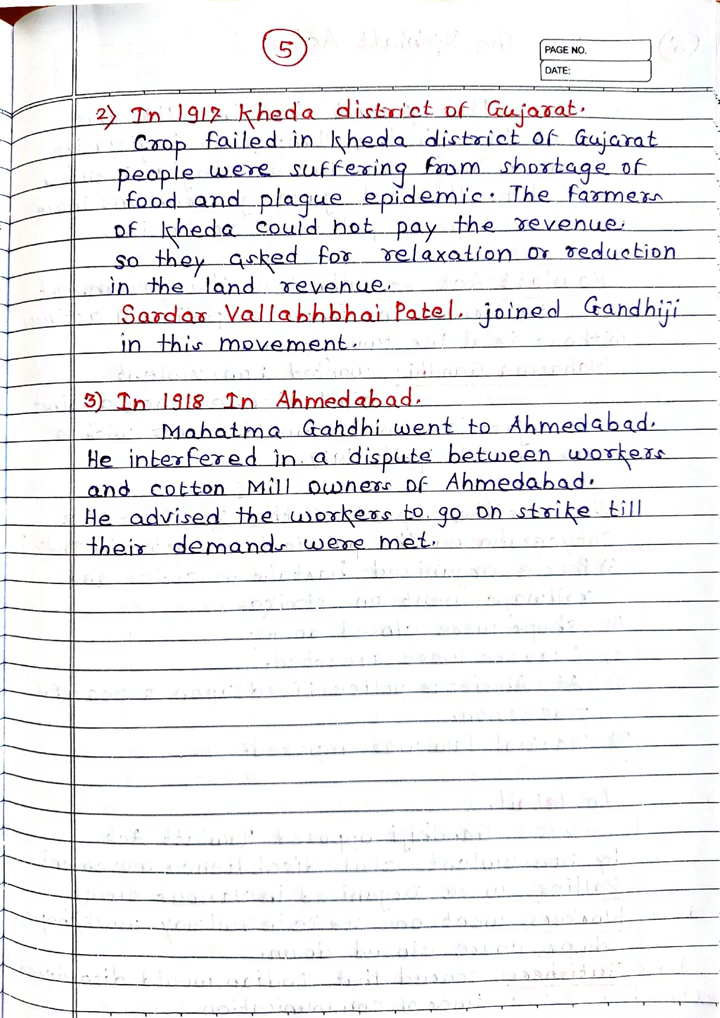 5
PAGE NO.
DATE:
2) In 1917 Kheda district of Gujarat.
Crop failed in Kheda district of Gujarat
people were suffering from shortage of
food and plague epidemic. The farmers
of Kheda could not pay the revenue.
so they asked for relaxation or reduction
in the land revenue.
Sardar Vallabhbhai Patel. joined Gandhiji
in this movement.
3) In 1918 In Ahmedabad.
Mahatma Gandhi went to Ahmedabad.
He interfered in a dispute between workers
and cotton Mill owners of Ahmedabad.
He advised the workers to go on strike till
their demands were met.